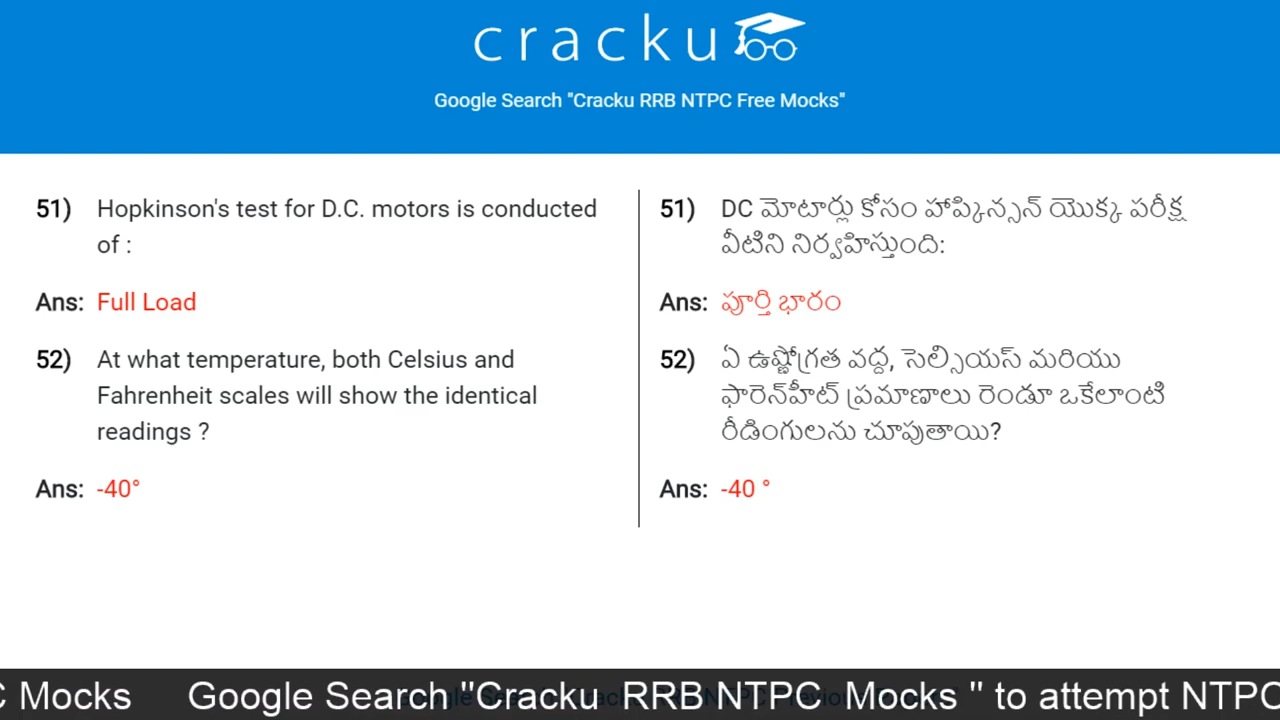 cracku
Google Search "Cracku RRB NTPC Free Mocks"
51) Hopkinson's test for D.C. motors is conducted
of :
Ans: Full Load
52) At what temperature, both Celsius and
Fahrenheit scales will show the identical
readings ?
Ans: -40°
51) DC మోటార్లు కోసం హాప్కిన్సన్ యొక్క పరీక్ష
వీటిని నిర్వహిస్తుంది:
Ans: పూర్తి భారం
52) ఏ ఉష్ణోగ్రత వద్ద, సెల్సియస్ మరియు
ఫారెన్‌హీట్ ప్రమాణాలు రెండూ ఒకేలాంటి
రీడింగులను చూపుతాయి?
Ans: -40 °
C Mocks Google Search "Cracku RRB NTPC Mocks " to attempt NTPC